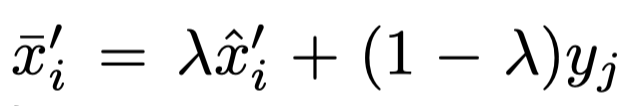 x̄′ᵢ = λx̂′ᵢ + (1 − λ)yⱼ